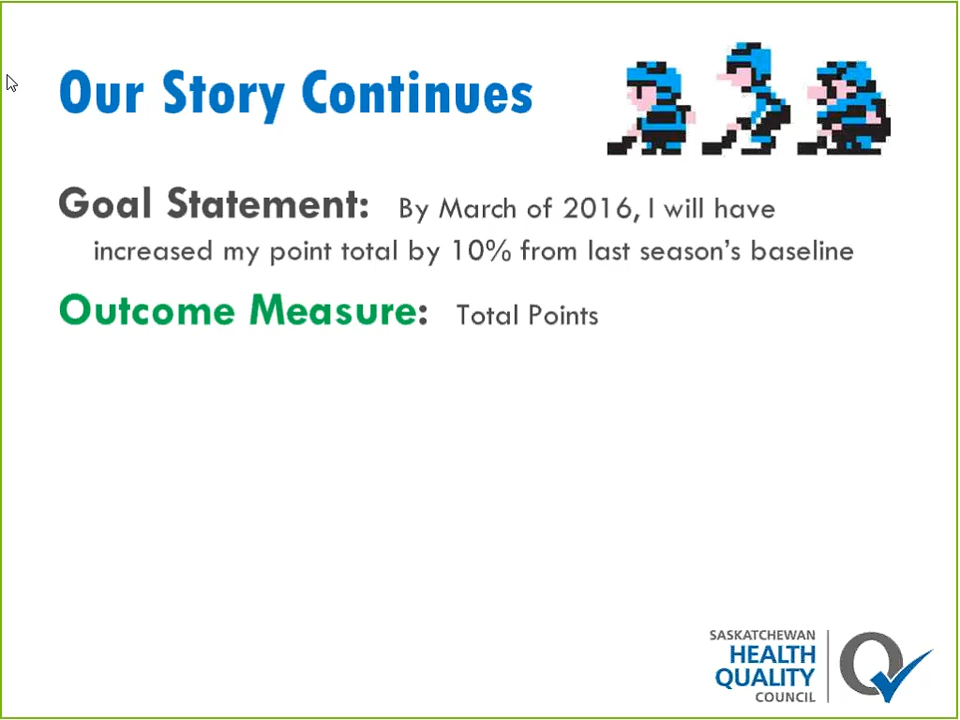 Our Story Continues
Goal Statement: By March of 2016, I will have
increased my point total by 10% from last season's baseline
Outcome Measure: Total Points
SASKATCHEWAN
HEALTH
QUALITY
COUNCIL